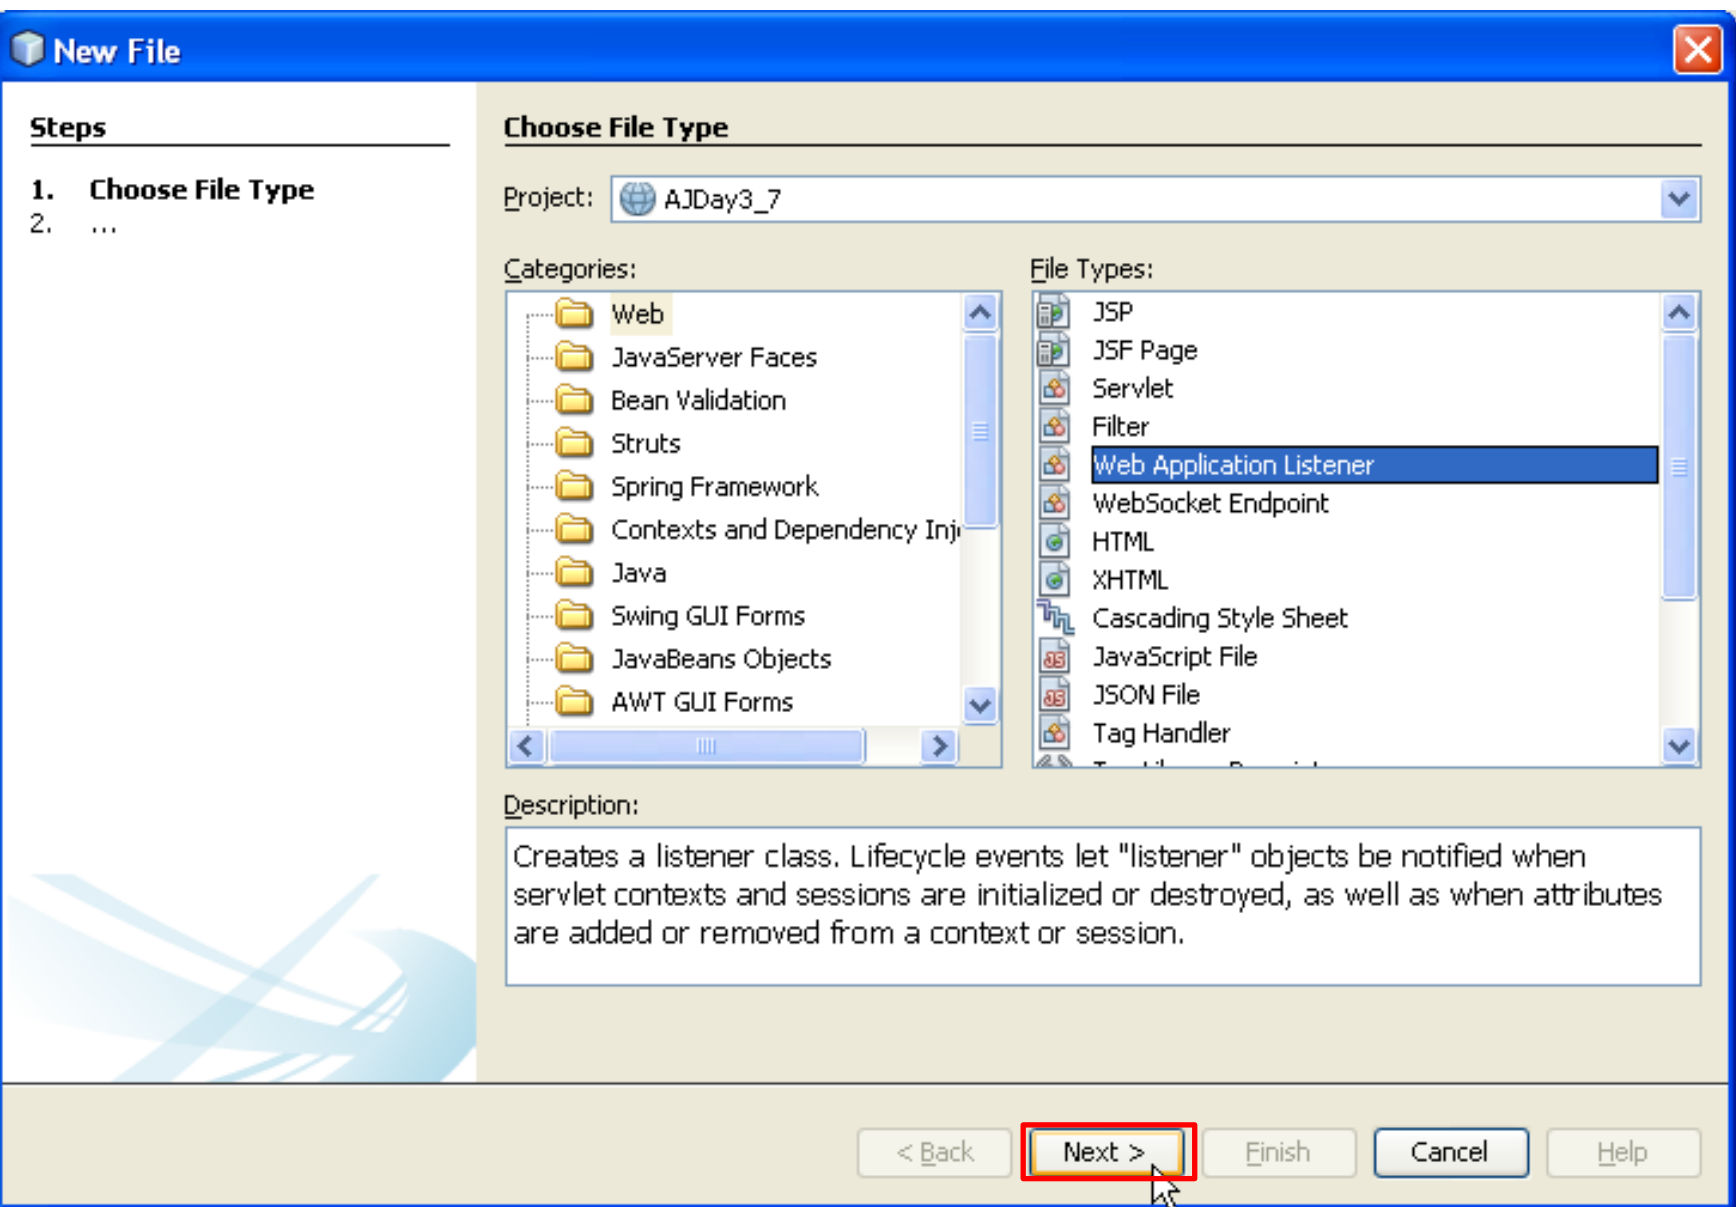 New File
Steps
1. Choose File Type
2. ...
Choose File Type
Project: AJDay3_7
Categories:
Web
JavaServer Faces
Bean Validation
Struts
Spring Framework
Contexts and Dependency Inj
Java
Swing GUI Forms
JavaBeans Objects
AWT GUI Forms
File Types:
JSP
JSF Page
Servlet
Filter
Web Application Listener
WebSocket Endpoint
HTML
XHTML
Cascading Style Sheet
JavaScript File
JSON File
Tag Handler
Description:
Creates a listener class. Lifecycle events let "listener" objects be notified when
servlet contexts and sessions are initialized or destroyed, as well as when attributes
are added or removed from a context or session.
< Back
Next >
Finish
Cancel
Help